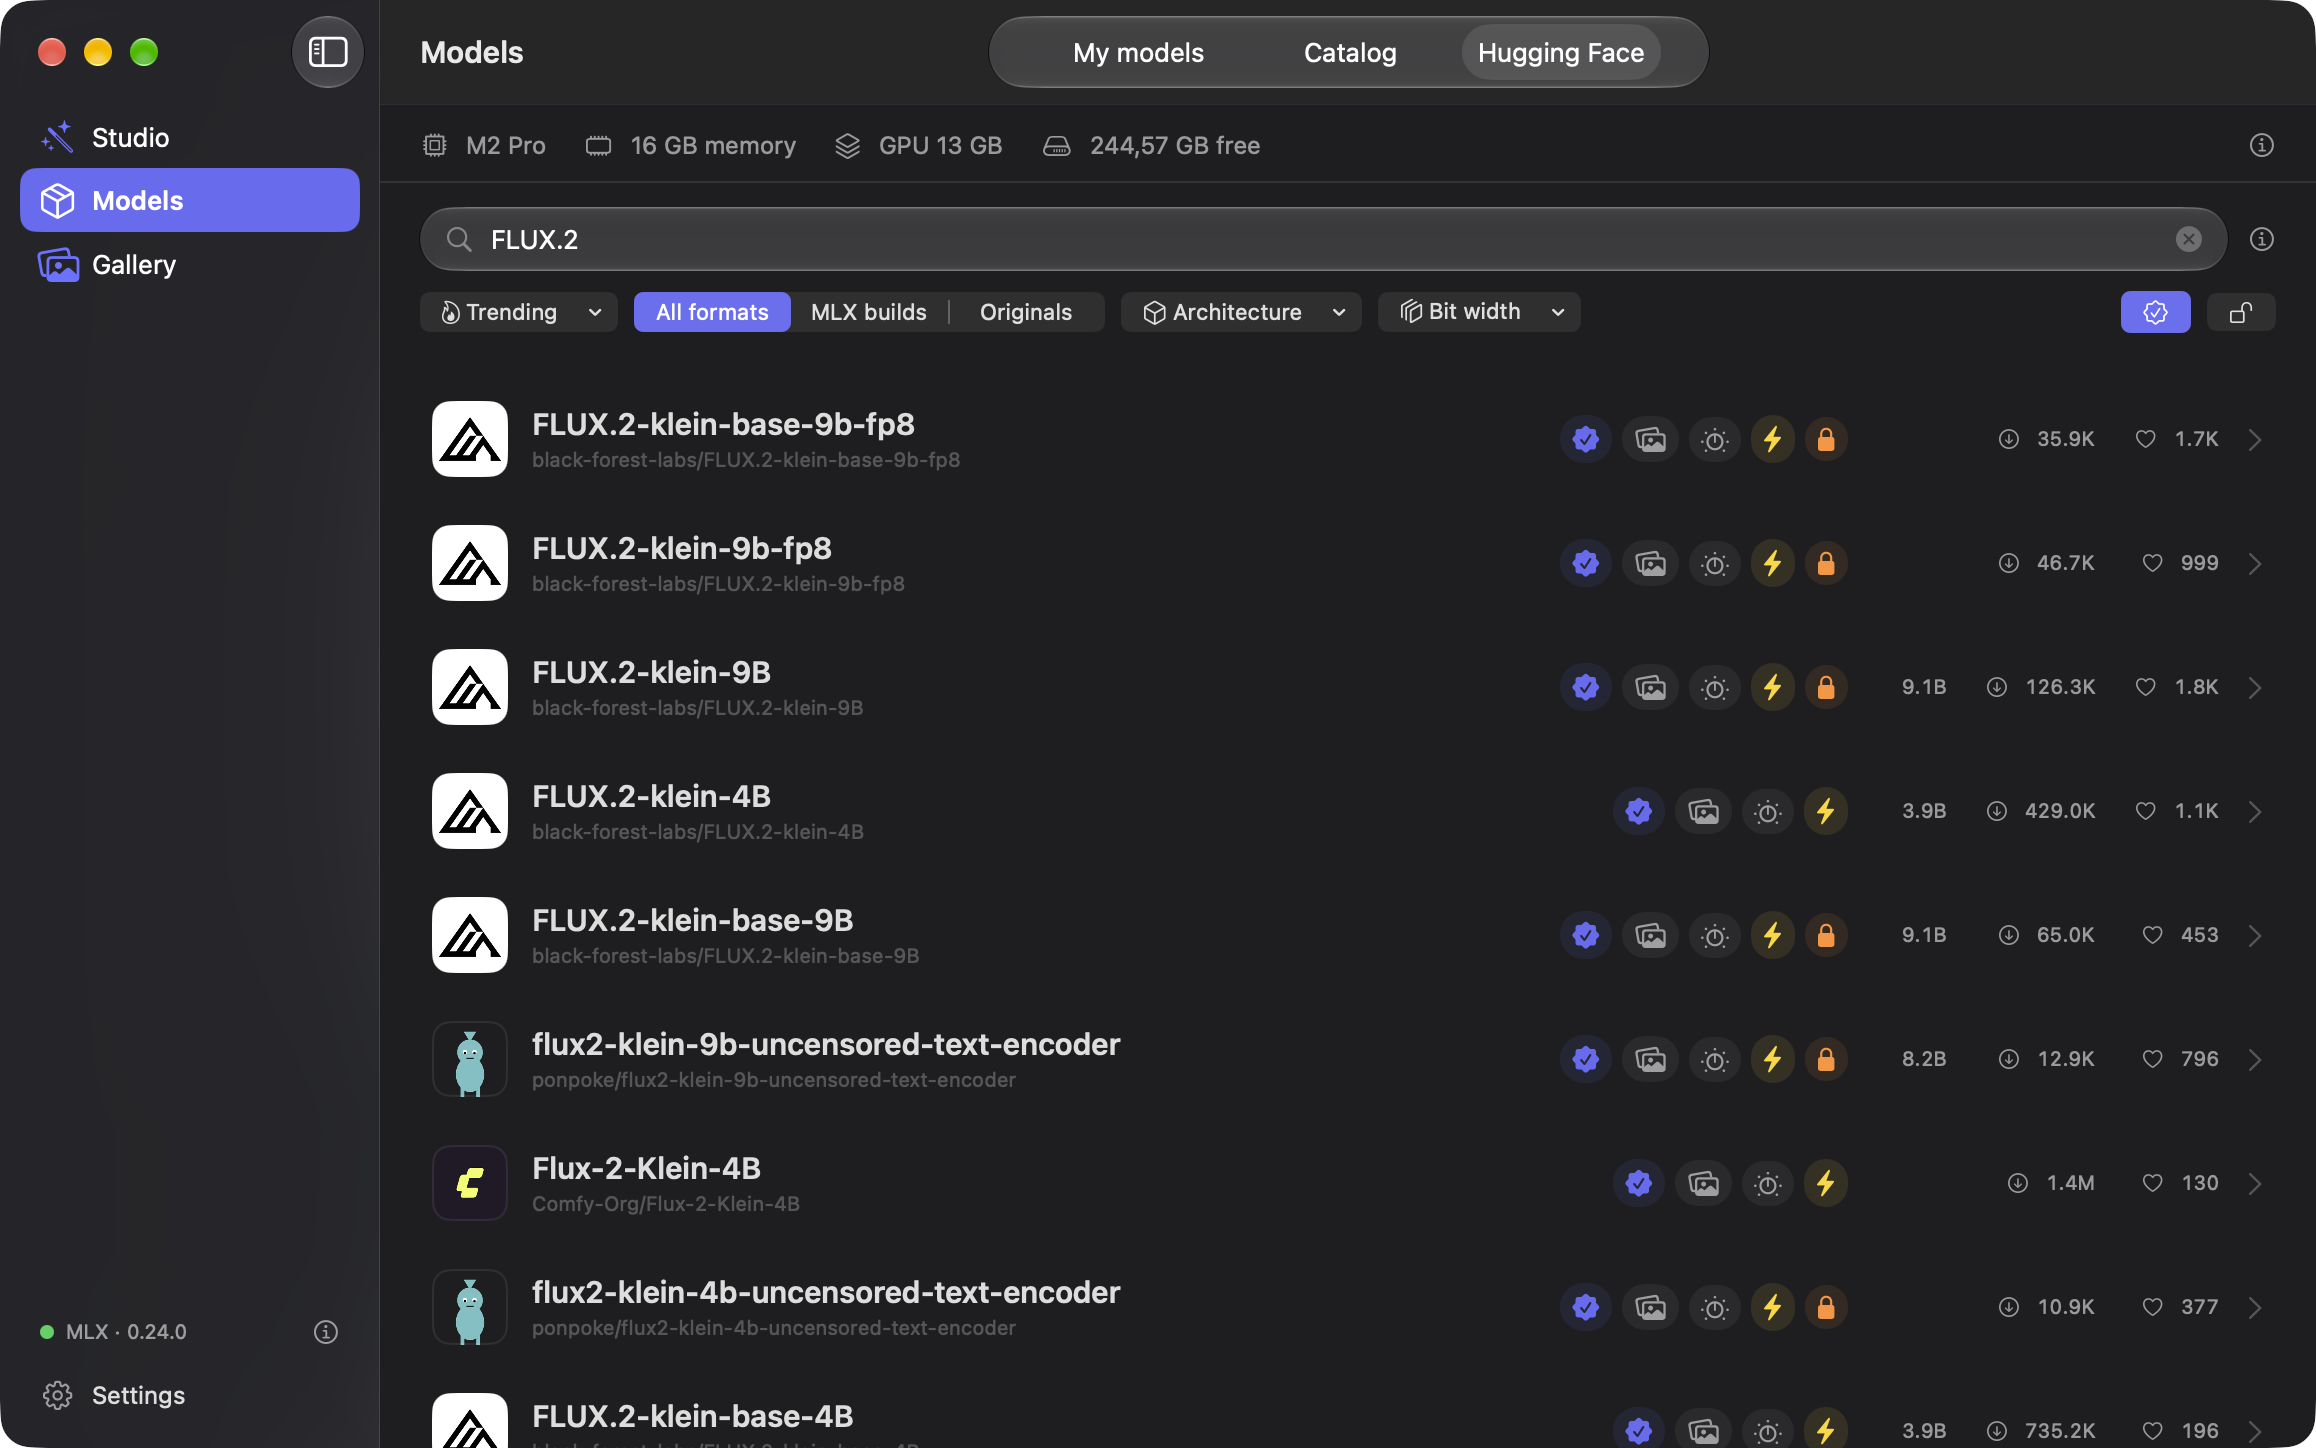 Models
My models
Catalog
Hugging Face
Studio
Models
Gallery
M2 Pro
16 GB memory
GPU 13 GB
244,57 GB free
FLUX.2
Trending
All formats
MLX builds
Originals
Architecture
Bit width
FLUX.2-klein-base-9b-fp8
black-forest-labs/FLUX.2-klein-base-9b-fp8
35.9K
1.7K
FLUX.2-klein-9b-fp8
black-forest-labs/FLUX.2-klein-9b-fp8
46.7K
999
FLUX.2-klein-9B
black-forest-labs/FLUX.2-klein-9B
9.1B
126.3K
1.8K
FLUX.2-klein-4B
black-forest-labs/FLUX.2-klein-4B
3.9B
429.0K
1.1K
FLUX.2-klein-base-9B
black-forest-labs/FLUX.2-klein-base-9B
9.1B
65.0K
453
flux2-klein-9b-uncensored-text-encoder
ponpoke/flux2-klein-9b-uncensored-text-encoder
8.2B
12.9K
796
Flux-2-Klein-4B
Comfy-Org/Flux-2-Klein-4B
1.4M
130
flux2-klein-4b-uncensored-text-encoder
ponpoke/flux2-klein-4b-uncensored-text-encoder
10.9K
377
FLUX.2-klein-base-4B
3.9B
735.2K
196
MLX · 0.24.0
Settings